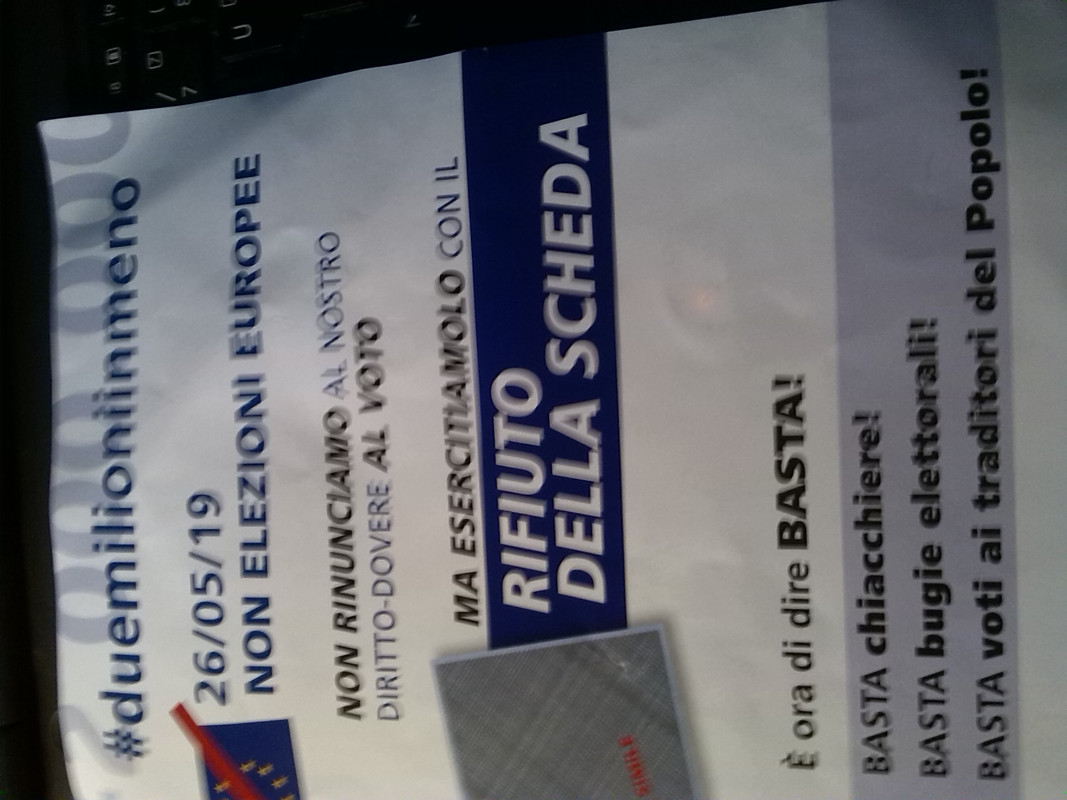 #duemilioniinmeno
26/05/19
NON ELEZIONI EUROPEE
NON RINUNCIAMO AL NOSTRO
DIRITTO-DOVERE AL VOTO
MA ESERCITIAMOLO CON IL
RIFIUTO
DELLA SCHEDA
SIMILE
È ora di dire BASTA!
BASTA chiacchiere!
BASTA bugie elettorali!
BASTA voti ai traditori del Popolo!